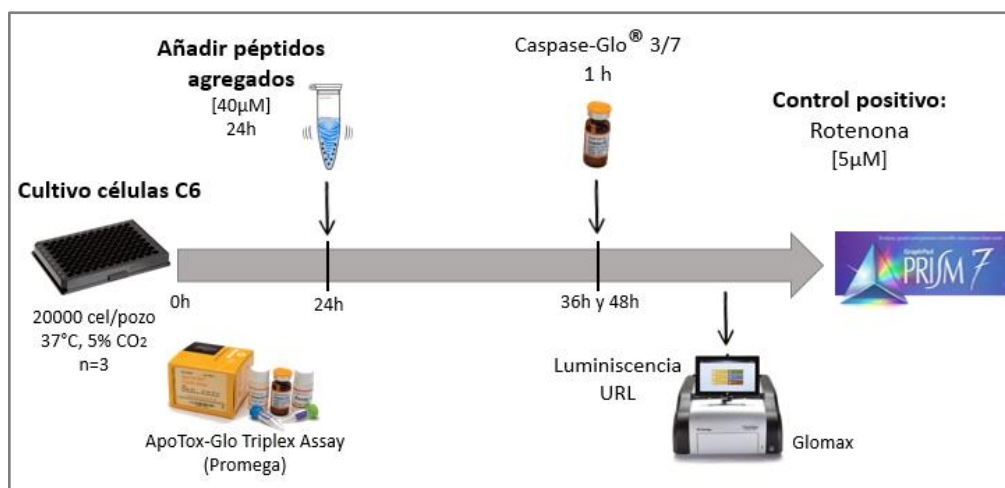 Añadir péptidos
agregados
[40µM]
24h
Caspase-Glo® 3/7
1 h
Control positivo:
Rotenona
[5µM]
Cultivo células C6
20000 cel/pozo
37°C, 5% CO₂
n=3
0h
24h
36h y 48h
ApoTox-Glo Triplex Assay
(Promega)
Luminiscencia
URL
Glomax
PRISM 7